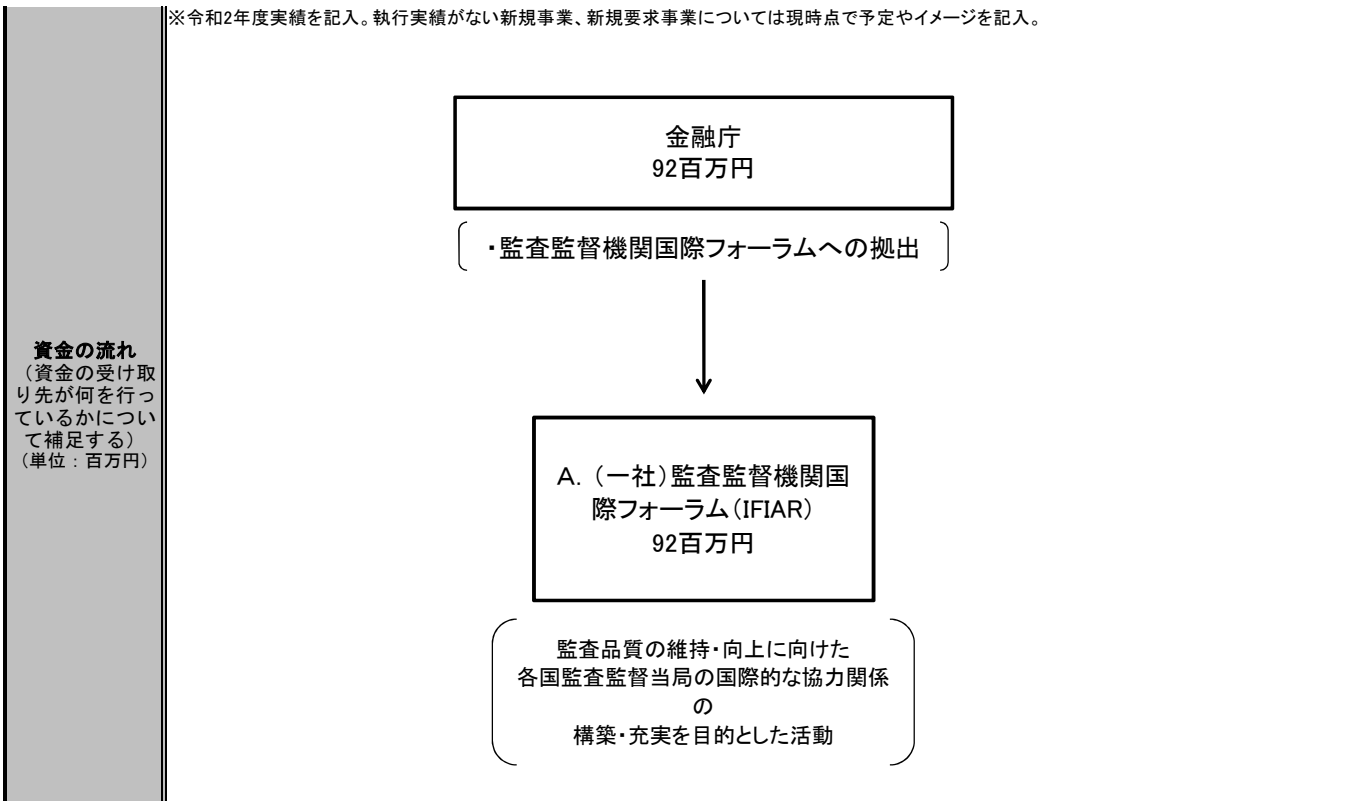 ※令和2年度実績を記入。執行実績がない新規事業、新規要求事業については現時点で予定やイメージを記入。
金融庁
92百万円
・監査監督機関国際フォーラムへの拠出
資金の流れ
（資金の受け取
り先が何を行っ
ているかについ
て補足する）
（単位：百万円）
A．（一社）監査監督機関国
際フォーラム（IFIAR）
92百万円
監査品質の維持・向上に向けた
各国監査監督当局の国際的な協力関係
の
構築・充実を目的とした活動